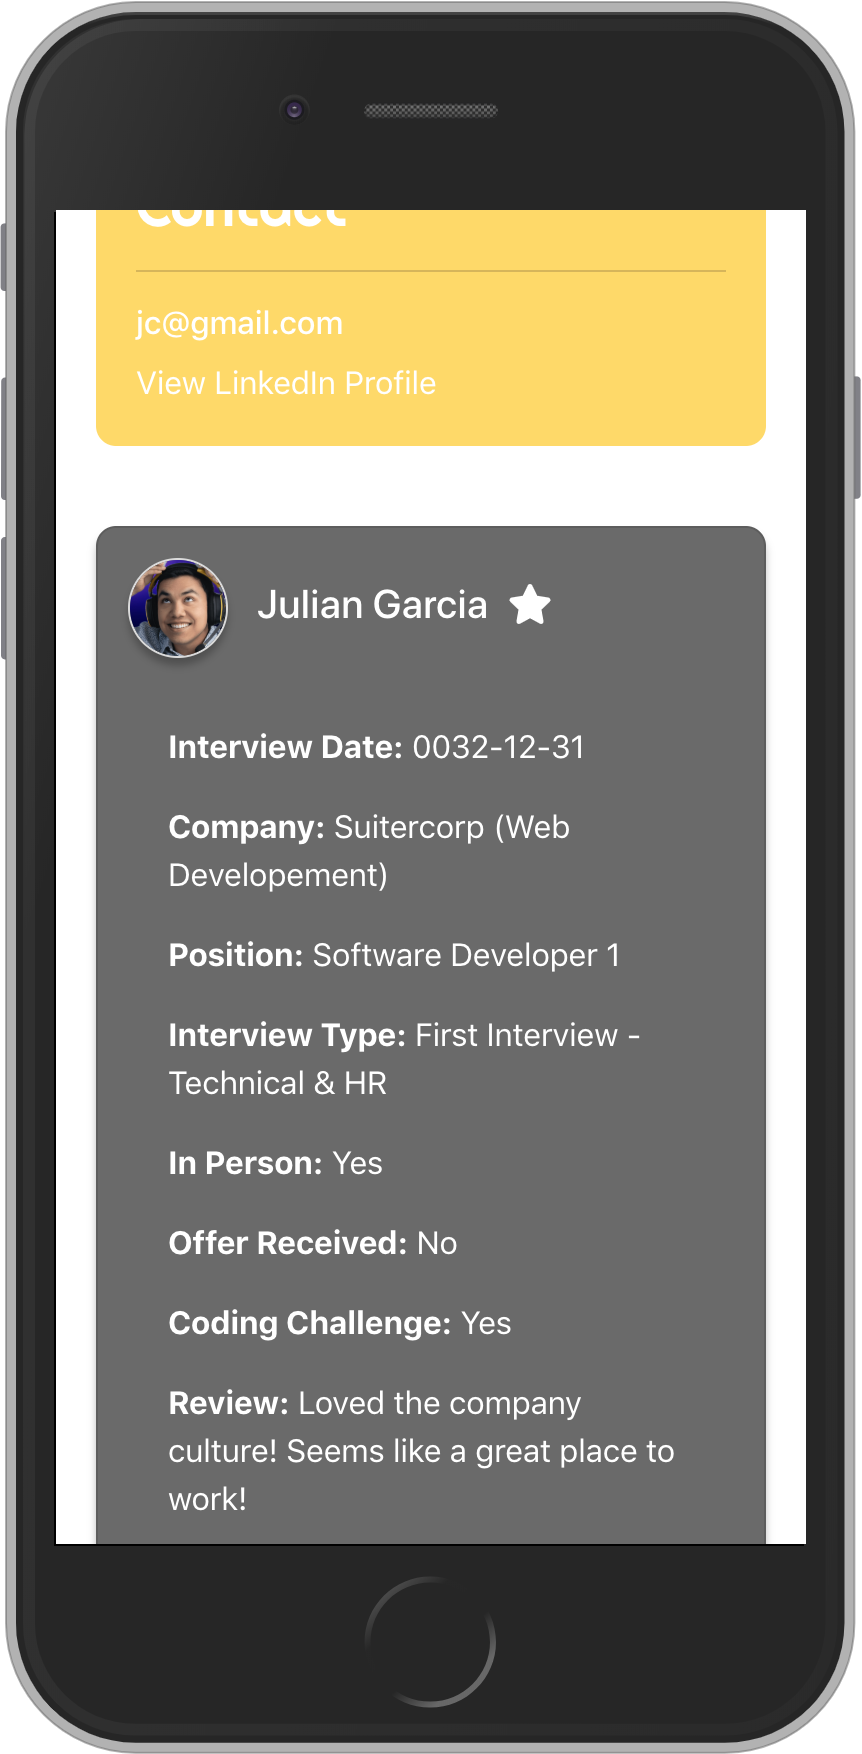 Contact
jc@gmail.com
View LinkedIn Profile
Julian Garcia
Interview Date: 0032-12-31
Company: Suitercorp (Web
Developement)
Position: Software Developer 1
Interview Type: First Interview -
Technical & HR
In Person: Yes
Offer Received: No
Coding Challenge: Yes
Review: Loved the company
culture! Seems like a great place to
work!